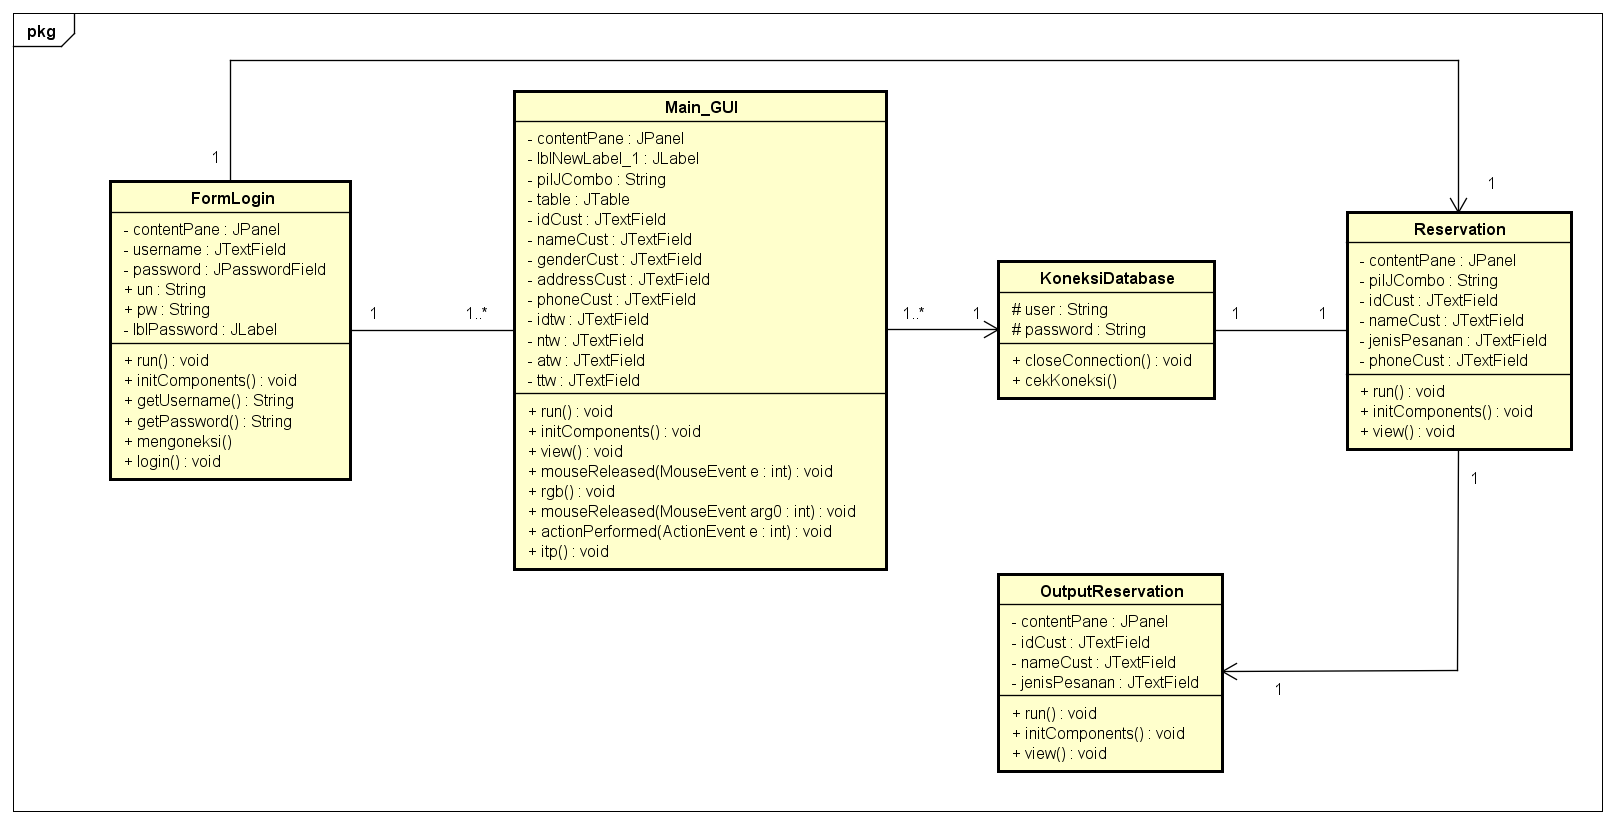 pkg
1
FormLogin
- contentPane : JPanel
- username : JTextField
- password : JPasswordField
+ un : String
+ pw : String
- lblPassword : JLabel
+ run() : void
+ initComponents() : void
+ getUsername() : String
+ getPassword() : String
+ mengoneksi()
+ login() : void
1
1..*
Main_GUI
- contentPane : JPanel
- lblNewLabel_1 : JLabel
- pilJCombo : String
- table : JTable
- idCust : JTextField
- nameCust : JTextField
- genderCust : JTextField
- addressCust : JTextField
- phoneCust : JTextField
- idtw : JTextField
- ntw : JTextField
- atw : JTextField
- ttw : JTextField
+ run() : void
+ initComponents() : void
+ view() : void
+ mouseReleased(MouseEvent e : int) : void
+ rgb() : void
+ mouseReleased(MouseEvent arg0 : int) : void
+ actionPerformed(ActionEvent e : int) : void
+ itp() : void
1..*
1
KoneksiDatabase
# user : String
# password : String
+ closeConnection() : void
+ cekKoneksi()
1
1
1
Reservation
- contentPane : JPanel
- pilJCombo : String
- idCust : JTextField
- nameCust : JTextField
- jenisPesanan : JTextField
- phoneCust : JTextField
+ run() : void
+ initComponents() : void
+ view() : void
1
OutputReservation
- contentPane : JPanel
- idCust : JTextField
- nameCust : JTextField
- jenisPesanan : JTextField
+ run() : void
+ initComponents() : void
+ view() : void
1